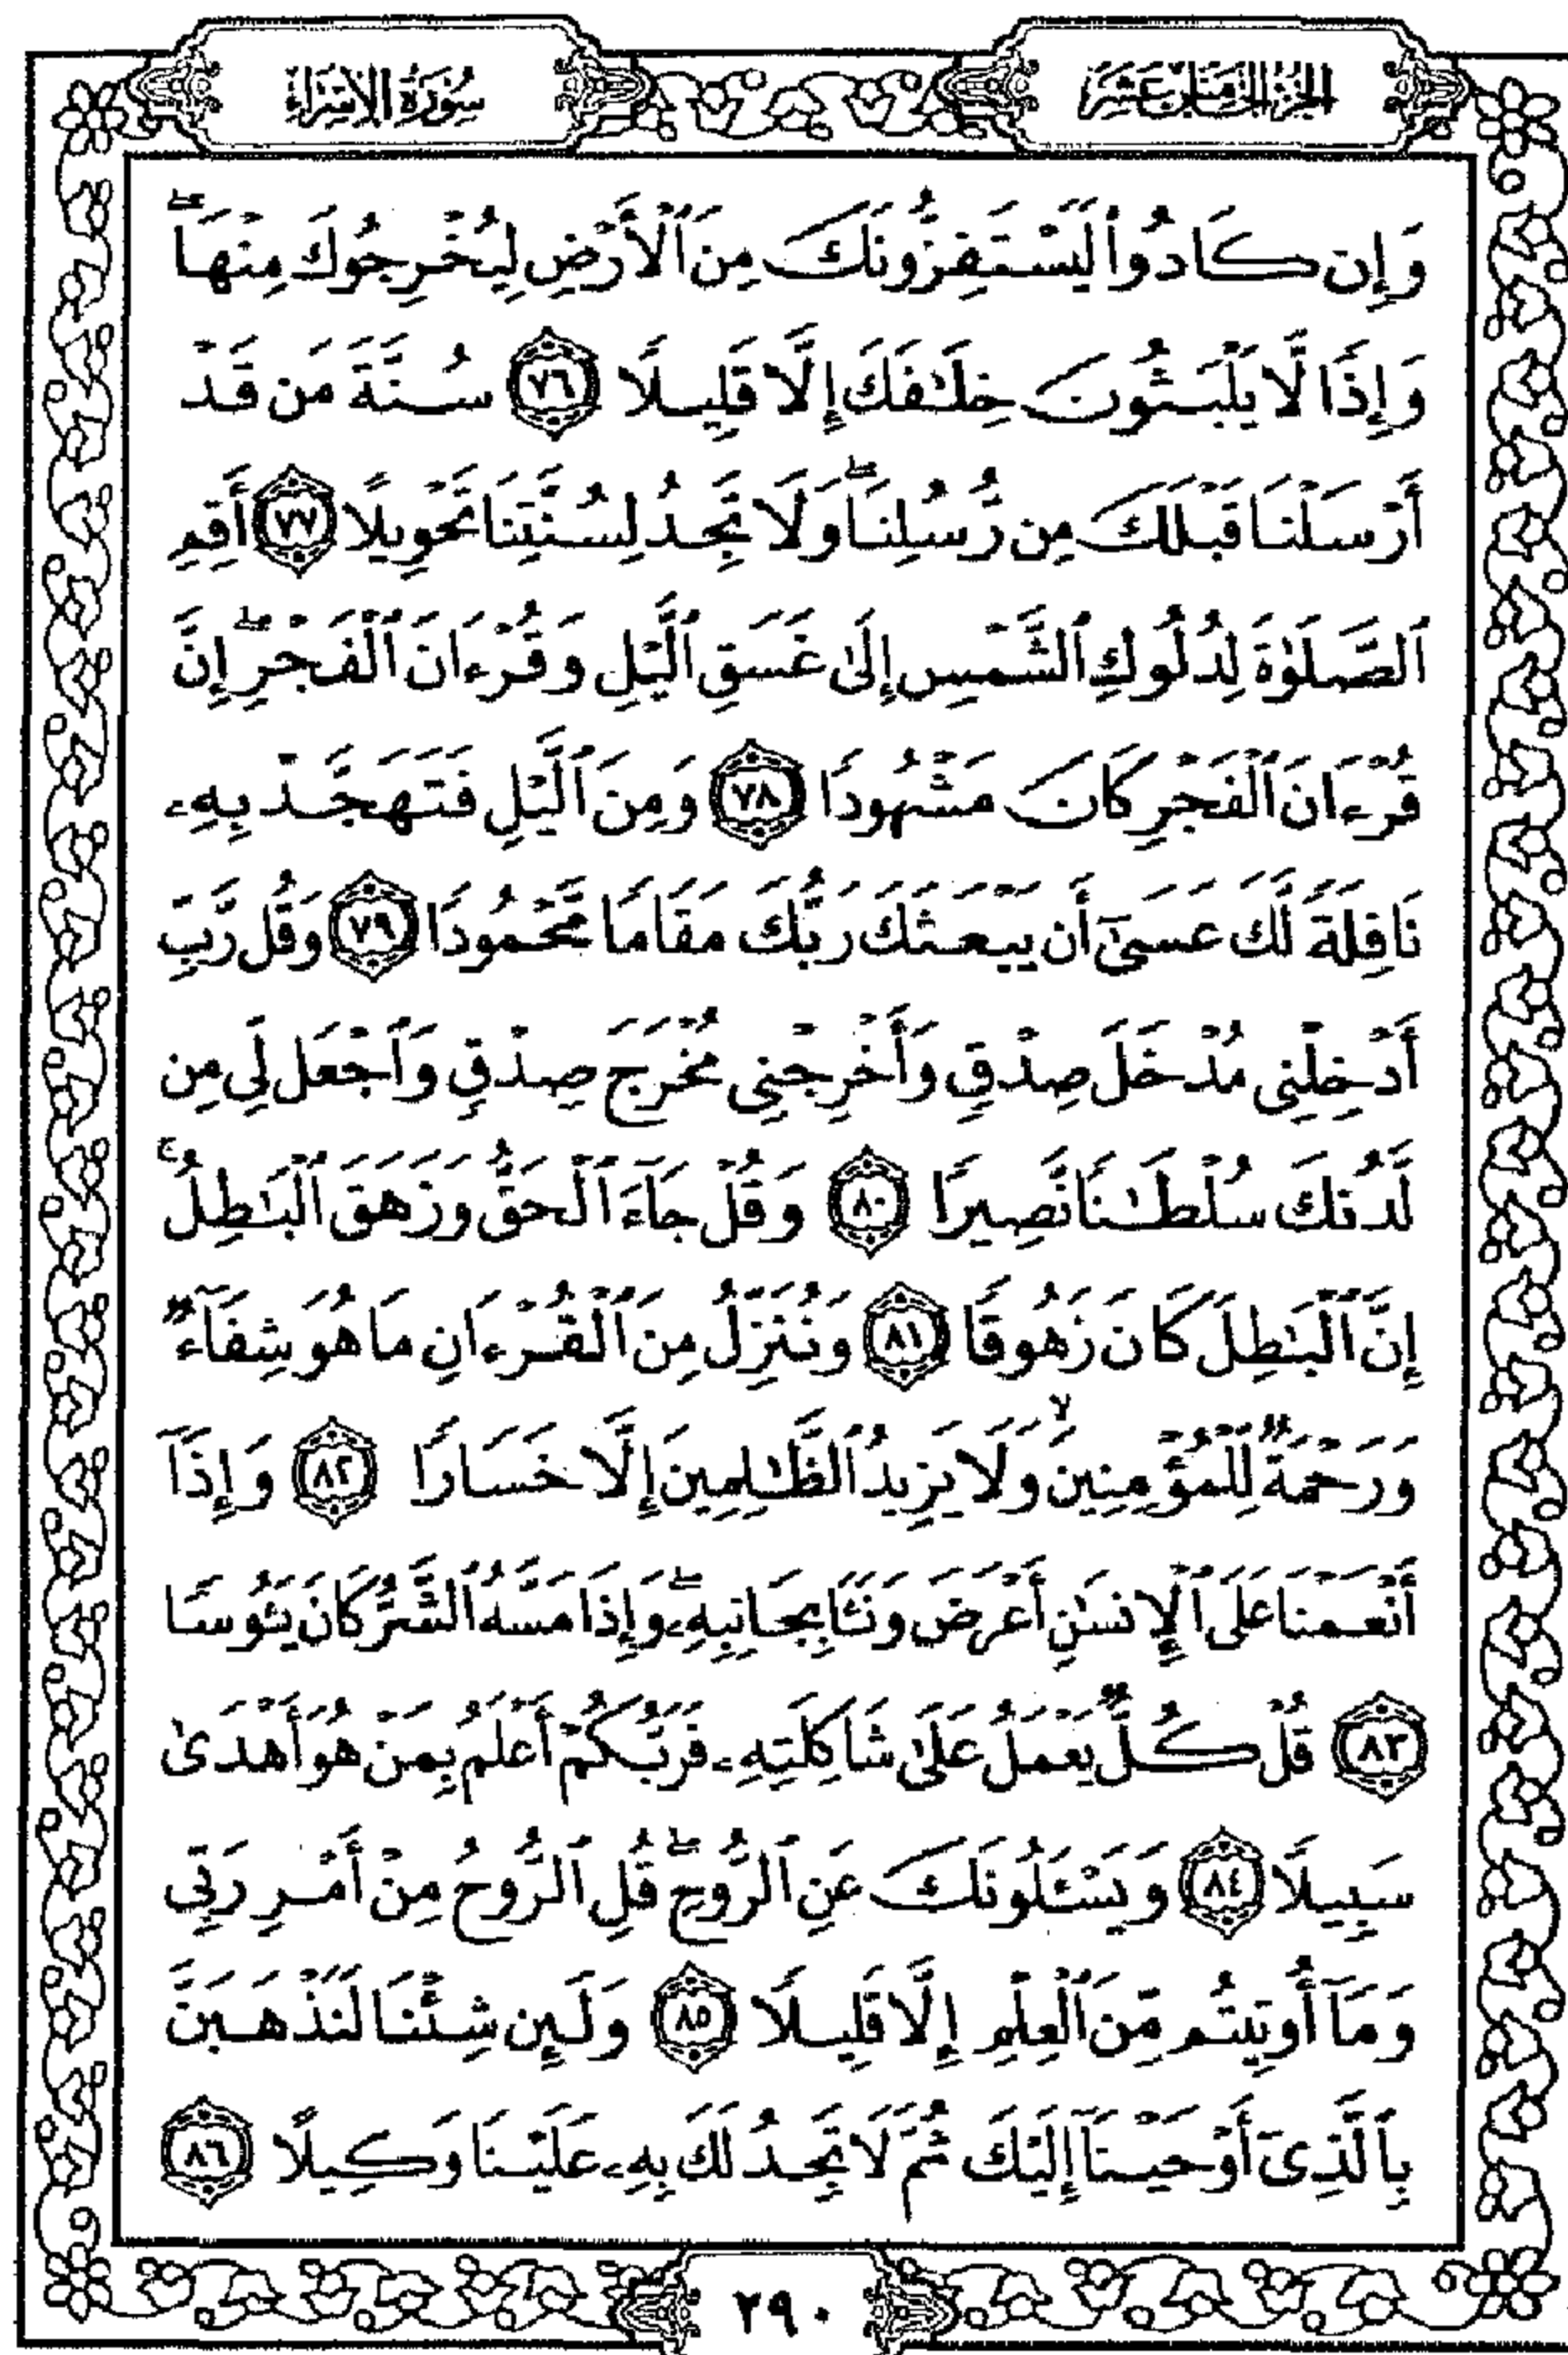 الجزء الخامس عشر
سُورَةُ الإِسْرَاءِ
وَإِن كَادُوا۟ لَيَسْتَفِزُّونَكَ مِنَ ٱلْأَرْضِ لِيُخْرِجُوكَ مِنْهَا ۖ
وَإِذًا لَّا يَلْبَثُونَ خِلَـٰفَكَ إِلَّا قَلِيلًا ٧٦ سُنَّةَ مَن قَدْ
أَرْسَلْنَا قَبْلَكَ مِن رُّسُلِنَا ۖ وَلَا تَجِدُ لِسُنَّتِنَا تَحْوِيلًا ٧٧ أَقِمِ
ٱلصَّلَوٰةَ لِدُلُوكِ ٱلشَّمْسِ إِلَىٰ غَسَقِ ٱلَّيْلِ وَقُرْءَانَ ٱلْفَجْرِ ۖ إِنَّ
قُرْءَانَ ٱلْفَجْرِ كَانَ مَشْهُودًا ٧٨ وَمِنَ ٱلَّيْلِ فَتَهَجَّدْ بِهِۦ
نَافِلَةً لَّكَ عَسَىٰٓ أَن يَبْعَثَكَ رَبُّكَ مَقَامًا مَّحْمُودًا ٧٩ وَقُل رَّبِّ
أَدْخِلْنِى مُدْخَلَ صِدْقٍ وَأَخْرِجْنِى مُخْرَجَ صِدْقٍ وَٱجْعَل لِّى مِن
لَّدُنكَ سُلْطَـٰنًا نَّصِيرًا ٨٠ وَقُلْ جَآءَ ٱلْحَقُّ وَزَهَقَ ٱلْبَـٰطِلُ ۚ
إِنَّ ٱلْبَـٰطِلَ كَانَ زَهُوقًا ٨١ وَنُنَزِّلُ مِنَ ٱلْقُرْءَانِ مَا هُوَ شِفَآءٌ
وَرَحْمَةٌ لِّلْمُؤْمِنِينَ ۙ وَلَا يَزِيدُ ٱلظَّـٰلِمِينَ إِلَّا خَسَارًا ٨٢ وَإِذَآ
أَنْعَمْنَا عَلَى ٱلْإِنسَـٰنِ أَعْرَضَ وَنَـَٔا بِجَانِبِهِۦ ۖ وَإِذَا مَسَّهُ ٱلشَّرُّ كَانَ يَـُٔوسًا
٨٣ قُلْ كُلٌّ يَعْمَلُ عَلَىٰ شَاكِلَتِهِۦ فَرَبُّكُمْ أَعْلَمُ بِمَنْ هُوَ أَهْدَىٰ
سَبِيلًا ٨٤ وَيَسْـَٔلُونَكَ عَنِ ٱلرُّوحِ ۖ قُلِ ٱلرُّوحُ مِنْ أَمْرِ رَبِّى
وَمَآ أُوتِيتُم مِّنَ ٱلْعِلْمِ إِلَّا قَلِيلًا ٨٥ وَلَئِن شِئْنَا لَنَذْهَبَنَّ
بِٱلَّذِىٓ أَوْحَيْنَآ إِلَيْكَ ثُمَّ لَا تَجِدُ لَكَ بِهِۦ عَلَيْنَا وَكِيلًا ٨٦
٢٩٠